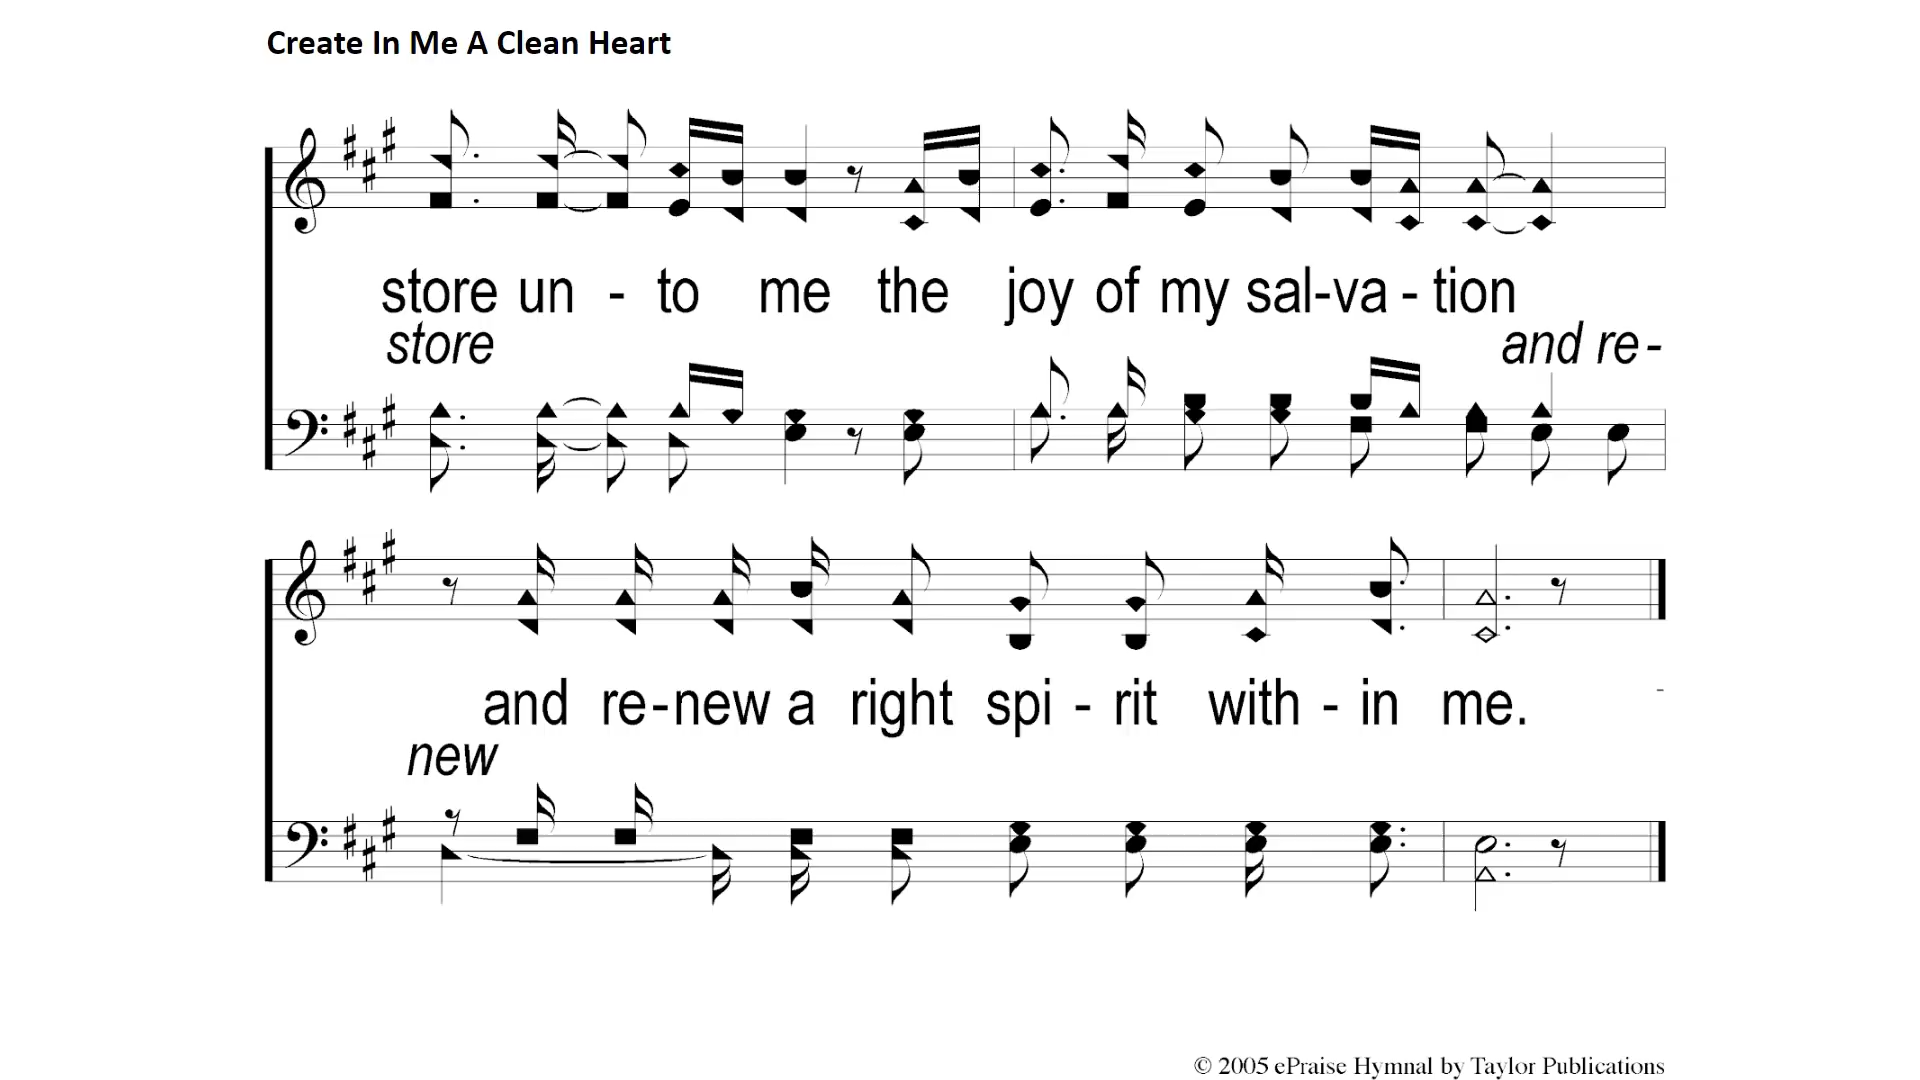 Create In Me A Clean Heart
store un - to me the joy of my sal-va - tion
store and re-
and re-new a right spi - rit with - in me.
new
© 2005 ePraise Hymnal by Taylor Publications